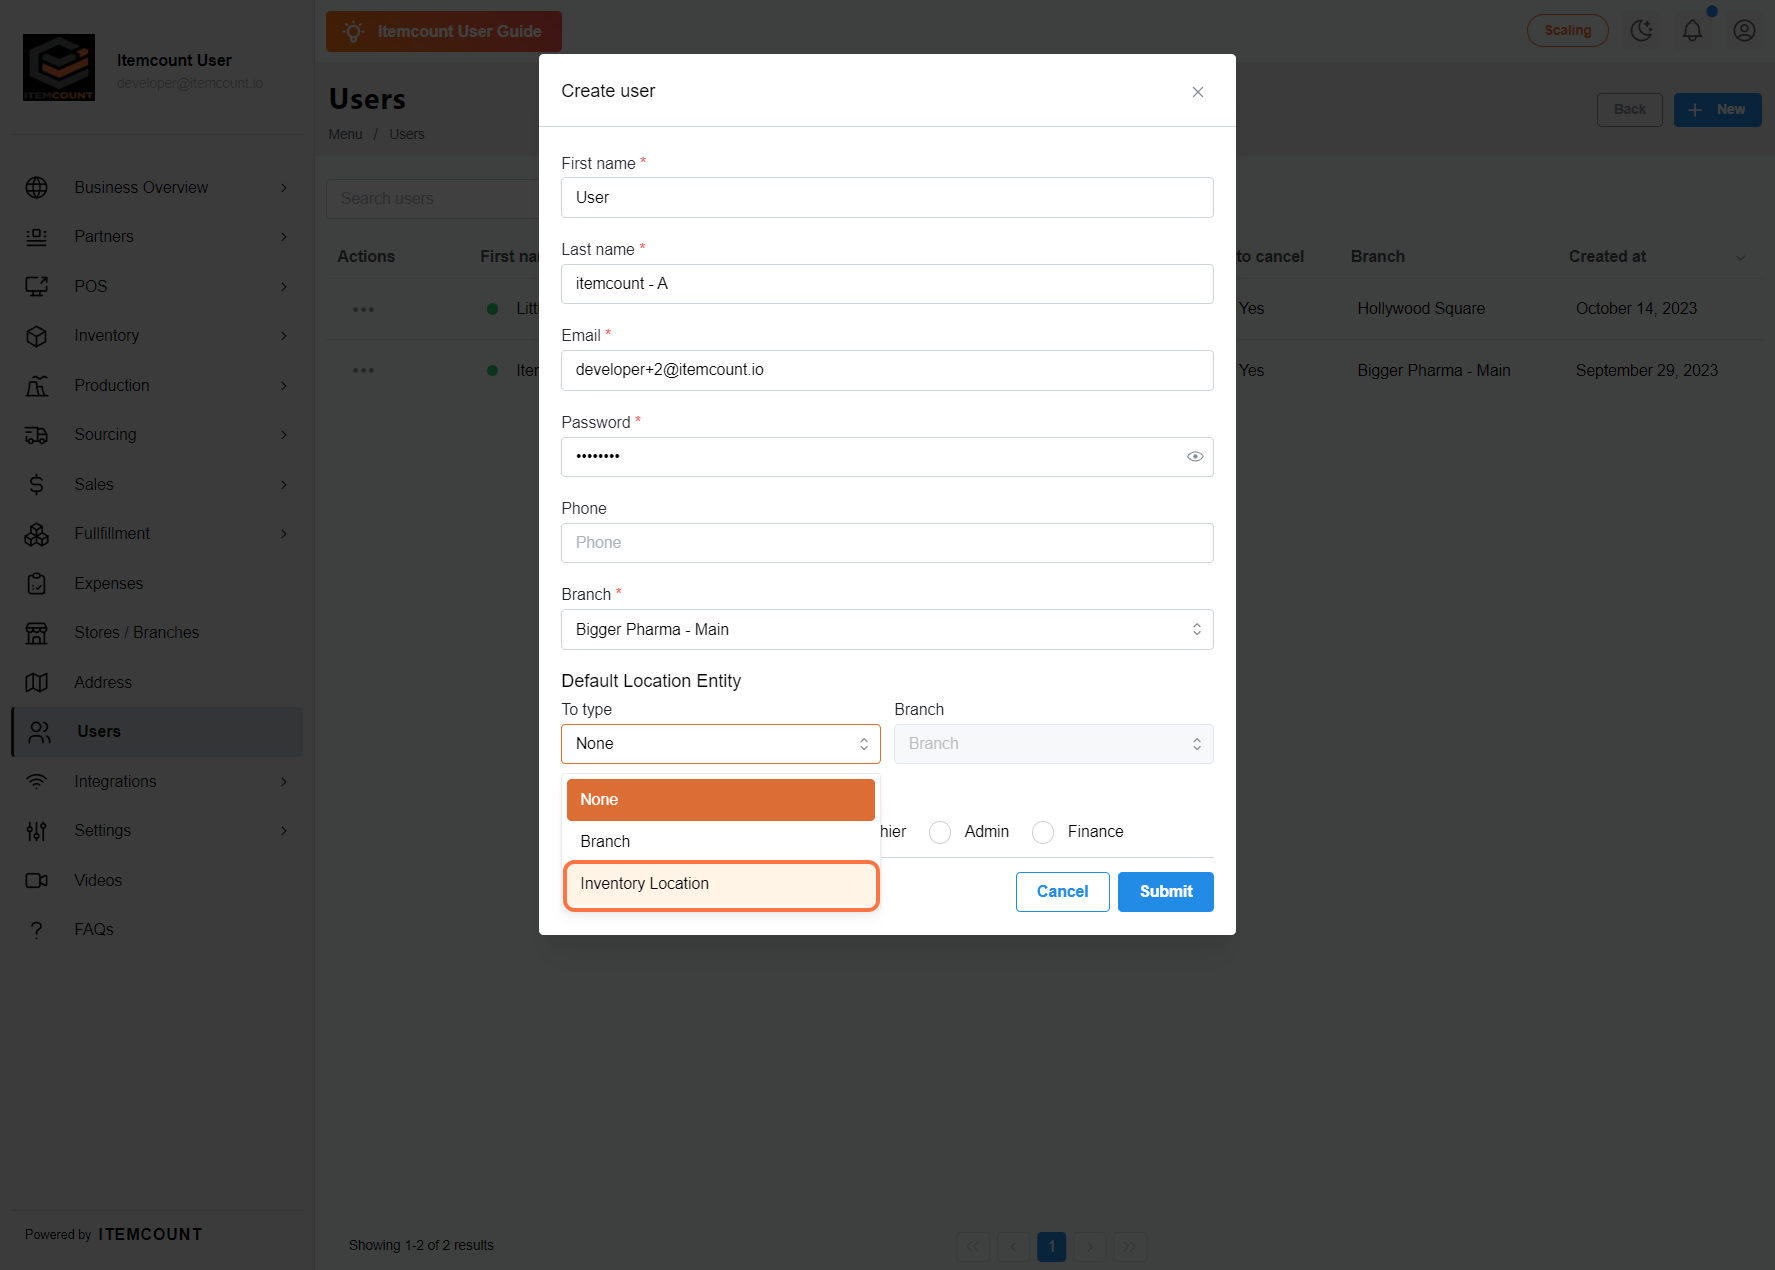 ITEMCOUNT
Itemcount User
developer@itemcount.io
Business Overview
Partners
POS
Inventory
Production
Sourcing
Sales
Fullfillment
Expenses
Stores / Branches
Address
Users
Integrations
Settings
Videos
FAQs
Powered by ITEMCOUNT
Itemcount User Guide
Scaling
Users
Menu / Users
Back
+ New
Search users
Actions First na to cancel Branch Created at
Litt Yes Hollywood Square October 14, 2023
Iter Yes Bigger Pharma - Main September 29, 2023
Showing 1-2 of 2 results
1
Create user
First name *
User
Last name *
itemcount - A
Email *
developer+2@itemcount.io
Password *
••••••••
Phone
Phone
Branch *
Bigger Pharma - Main
Default Location Entity
To type Branch
None Branch
None
Branch
Inventory Location
hier Admin Finance
Cancel Submit